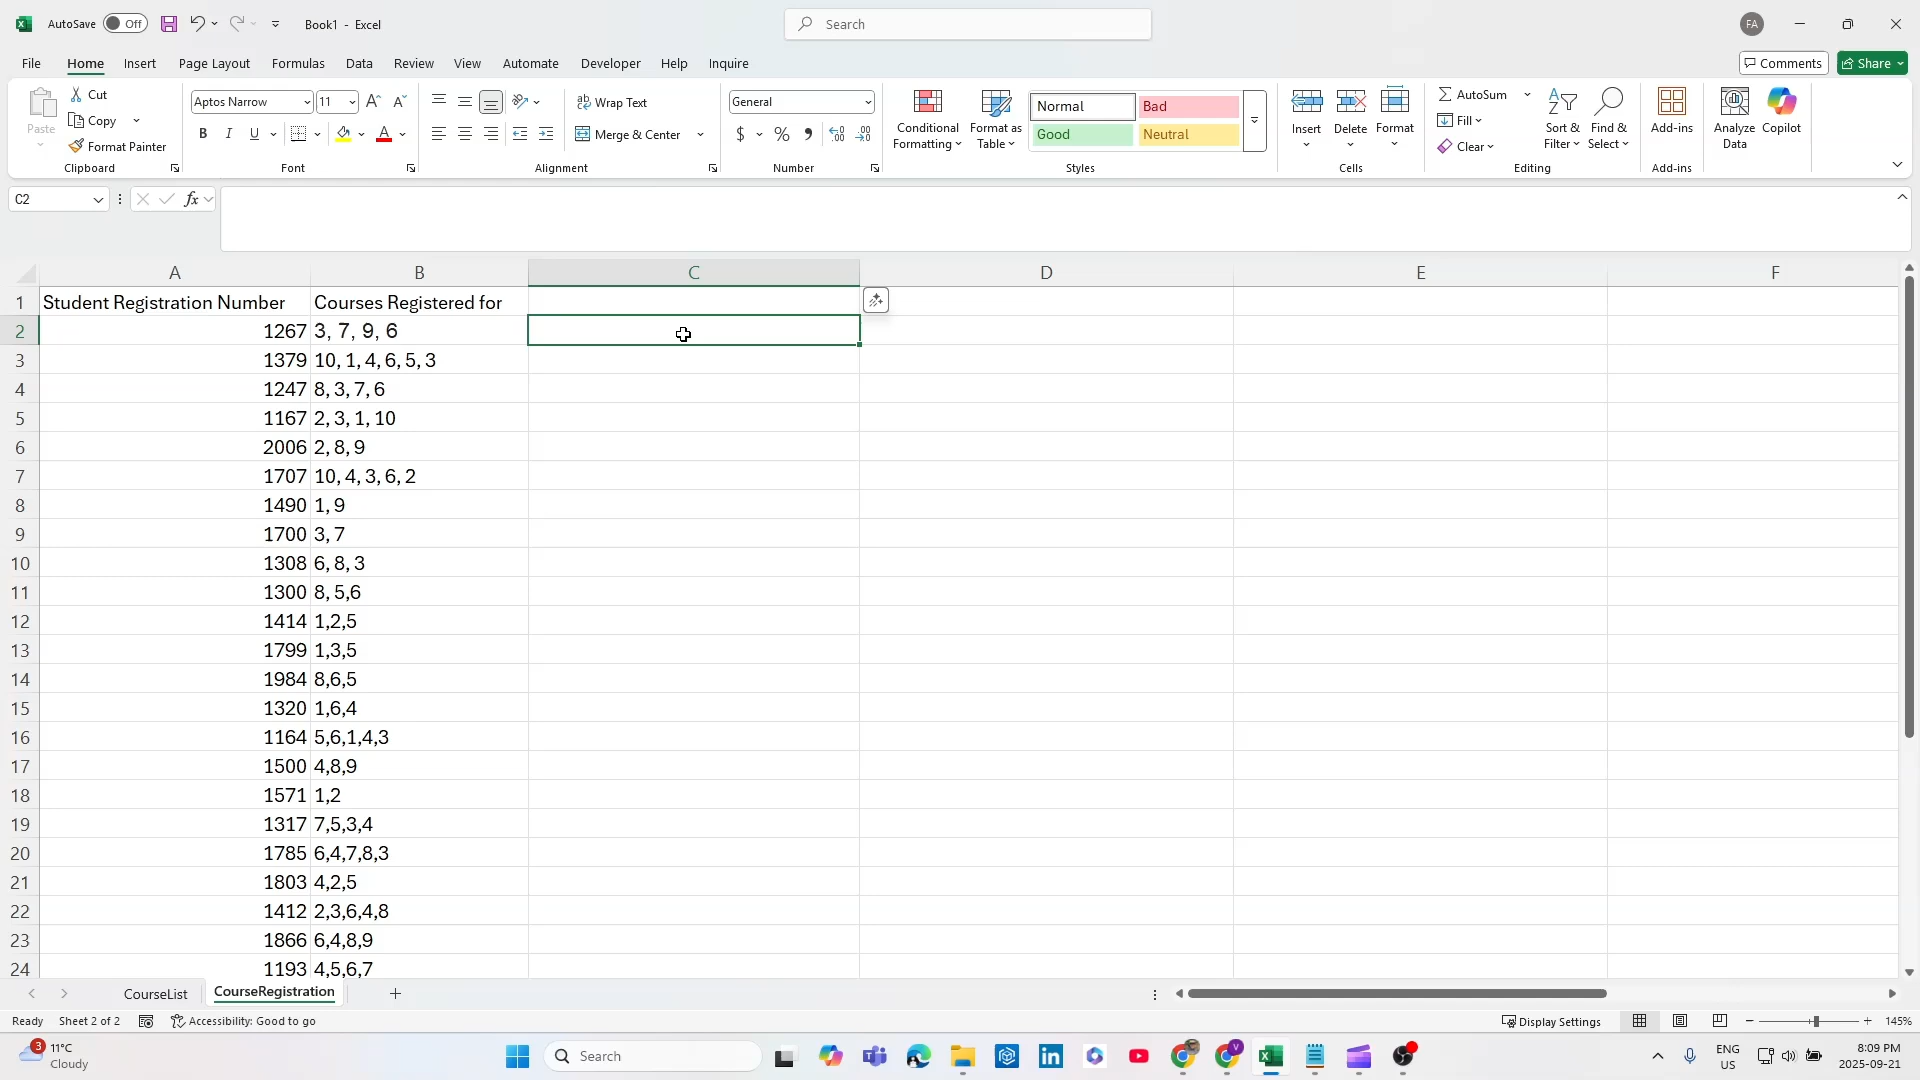 AutoSave Off Book1 - Excel Search FA
File Home Insert Page Layout Formulas Data Review View Automate Developer Help Inquire Comments Share
Paste Cut Copy Format Painter Clipboard
Aptos Narrow 11 B I U Font
Wrap Text Merge & Center Alignment
General $ % , Number
Conditional Formatting Format as Table Normal Bad Good Neutral Styles
Insert Delete Format Cells
AutoSum Fill Clear Sort & Filter Find & Select Editing
Add-ins Add-ins
Analyze Data Copilot
C2 fx
A B C D E F
1 Student Registration Number Courses Registered for
2 1267 3, 7, 9, 6
3 1379 10, 1, 4, 6, 5, 3
4 1247 8, 3, 7, 6
5 1167 2, 3, 1, 10
6 2006 2, 8, 9
7 1707 10, 4, 3, 6, 2
8 1490 1, 9
9 1700 3, 7
10 1308 6, 8, 3
11 1300 8, 5,6
12 1414 1,2,5
13 1799 1,3,5
14 1984 8,6,5
15 1320 1,6,4
16 1164 5,6,1,4,3
17 1500 4,8,9
18 1571 1,2
19 1317 7,5,3,4
20 1785 6,4,7,8,3
21 1803 4,2,5
22 1412 2,3,6,4,8
23 1866 6,4,8,9
24 1193 4,5,6,7
CourseList CourseRegistration
Ready Sheet 2 of 2 Accessibility: Good to go Display Settings 145%
3 11°C Search ENG 8:09 PM
Cloudy US 2025-09-21